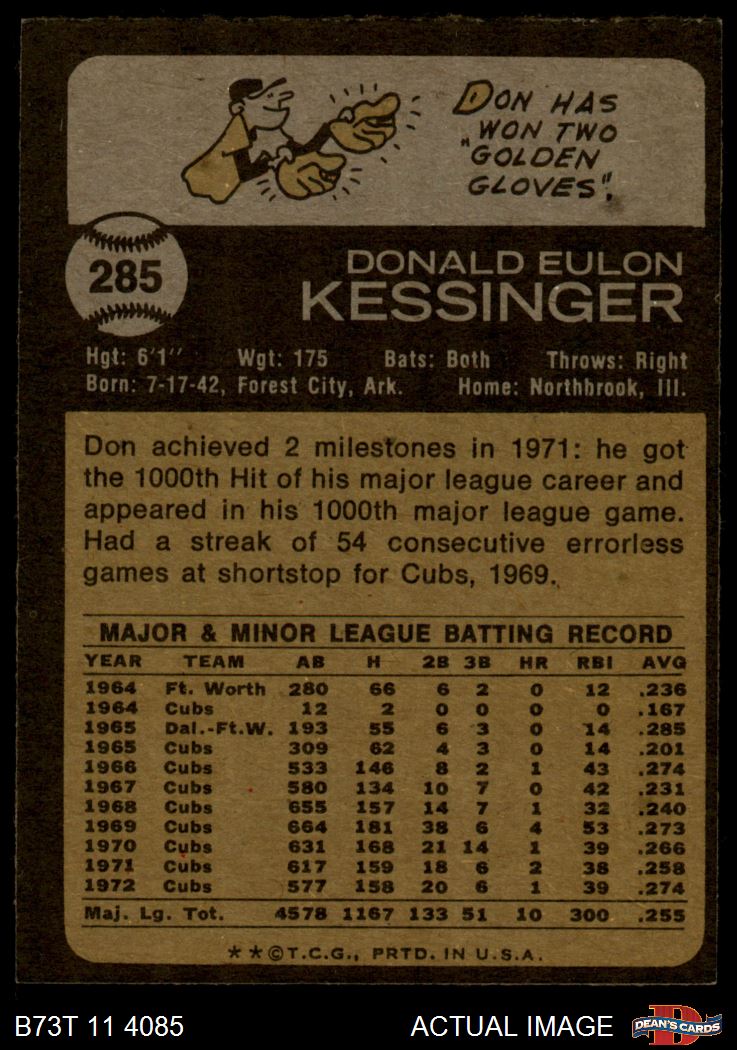 DON HAS
WON TWO
"GOLDEN
GLOVES".
285
DONALD EULON
KESSINGER
Hgt: 6'1" Wgt: 175 Bats: Both Throws: Right
Born: 7-17-42, Forest City, Ark. Home: Northbrook, Ill.
Don achieved 2 milestones in 1971: he got
the 1000th Hit of his major league career and
appeared in his 1000th major league game.
Had a streak of 54 consecutive errorless
games at shortstop for Cubs, 1969.
MAJOR & MINOR LEAGUE BATTING RECORD
YEAR TEAM AB H 2B 3B HR RBI AVG
1964 Ft. Worth 280 66 6 2 0 12 .236
1964 Cubs 12 2 0 0 0 0 .167
1965 Dal.-Ft.W. 193 55 6 3 0 14 .285
1965 Cubs 309 62 4 3 0 14 .201
1966 Cubs 533 146 8 2 1 43 .274
1967 Cubs 580 134 10 7 0 42 .231
1968 Cubs 655 157 14 7 1 32 .240
1969 Cubs 664 181 38 6 4 53 .273
1970 Cubs 631 168 21 14 1 39 .266
1971 Cubs 617 159 18 6 2 38 .258
1972 Cubs 577 158 20 6 1 39 .274
Maj. Lg. Tot. 4578 1167 133 51 10 300 .255
**©T.C.G., PRTD. IN U.S.A.
B73T 11 4085 ACTUAL IMAGE
DEAN'S CARDS